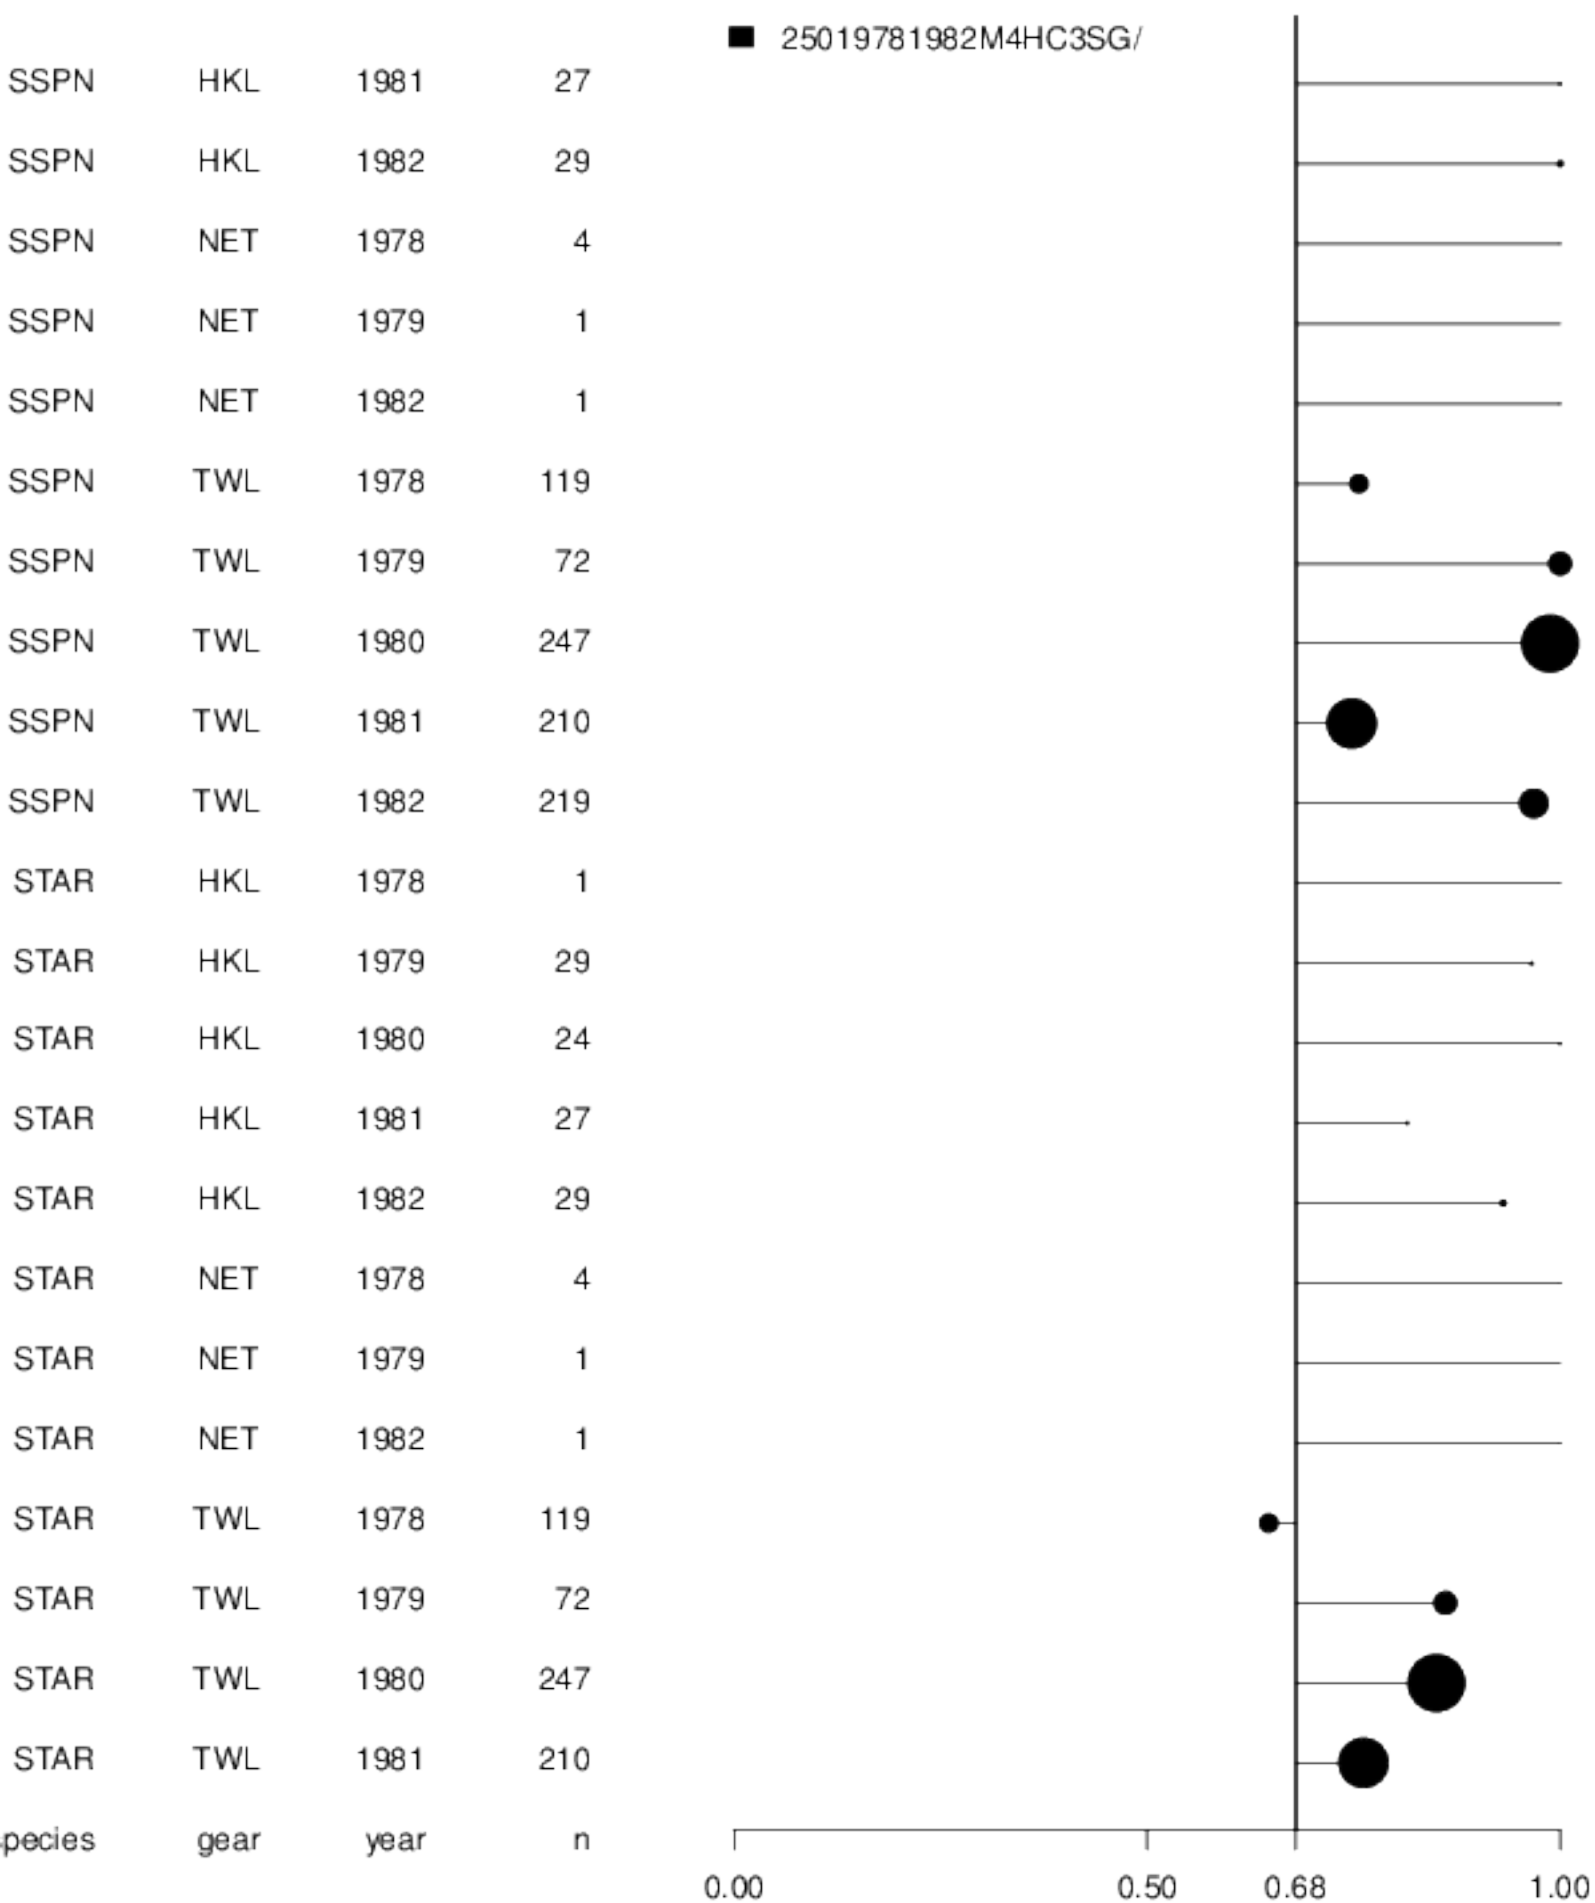 25019781982M4HC3SG/
SSPN HKL 1981 27
SSPN HKL 1982 29
SSPN NET 1978 4
SSPN NET 1979 1
SSPN NET 1982 1
SSPN TWL 1978 119
SSPN TWL 1979 72
SSPN TWL 1980 247
SSPN TWL 1981 210
SSPN TWL 1982 219
STAR HKL 1978 1
STAR HKL 1979 29
STAR HKL 1980 24
STAR HKL 1981 27
STAR HKL 1982 29
STAR NET 1978 4
STAR NET 1979 1
STAR NET 1982 1
STAR TWL 1978 119
STAR TWL 1979 72
STAR TWL 1980 247
STAR TWL 1981 210
pecies gear year n
0.00 0.50 0.68 1.00